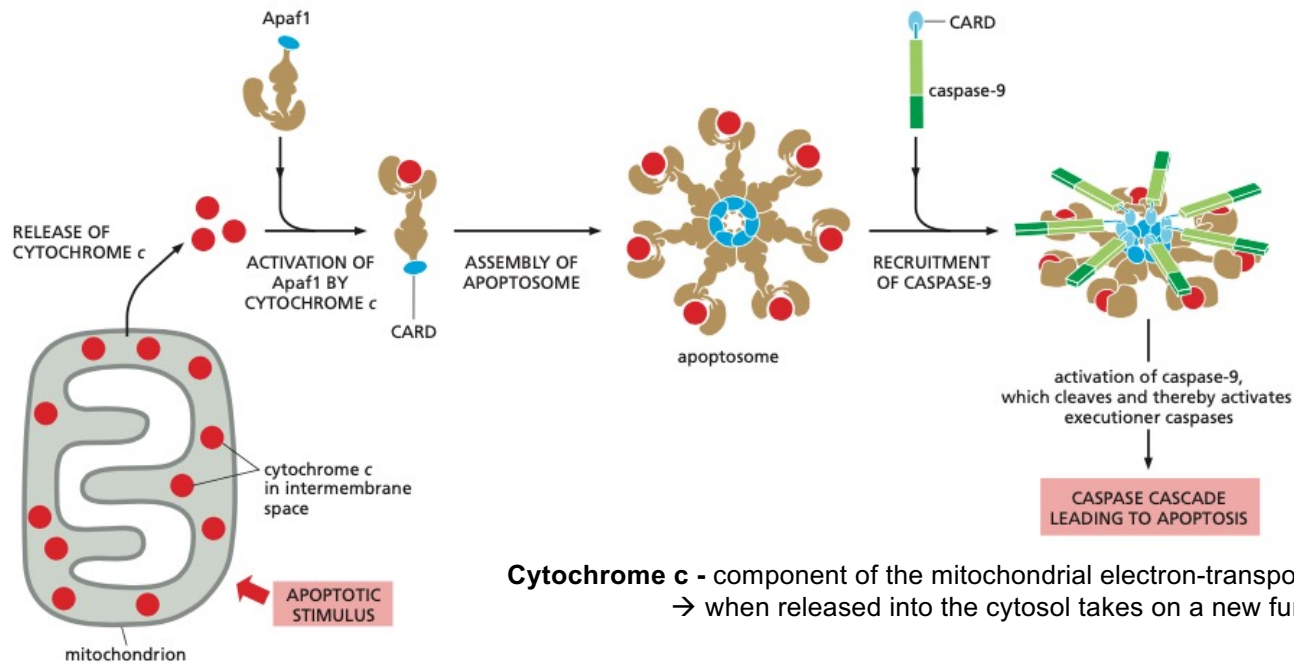 Apaf1
CARD
caspase-9
RELEASE OF
CYTOCHROME c
ACTIVATION OF
Apaf1 BY
CYTOCHROME c
CARD
ASSEMBLY OF
APOPTOSOME
apoptosome
RECRUITMENT
OF CASPASE-9
activation of caspase-9,
which cleaves and thereby activates
executioner caspases
CASPASE CASCADE
LEADING TO APOPTOSIS
cytochrome c
in intermembrane
space
APOPTOTIC
STIMULUS
mitochondrion
Cytochrome c - component of the mitochondrial
→ when released into the cytosol takes on a new